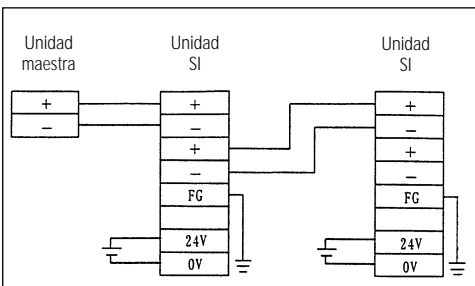 Unidad
maestra
Unidad
SI
Unidad
SI
+
−
+
−
+
−
FG
24V
0V
+
−
+
−
FG
24V
0V